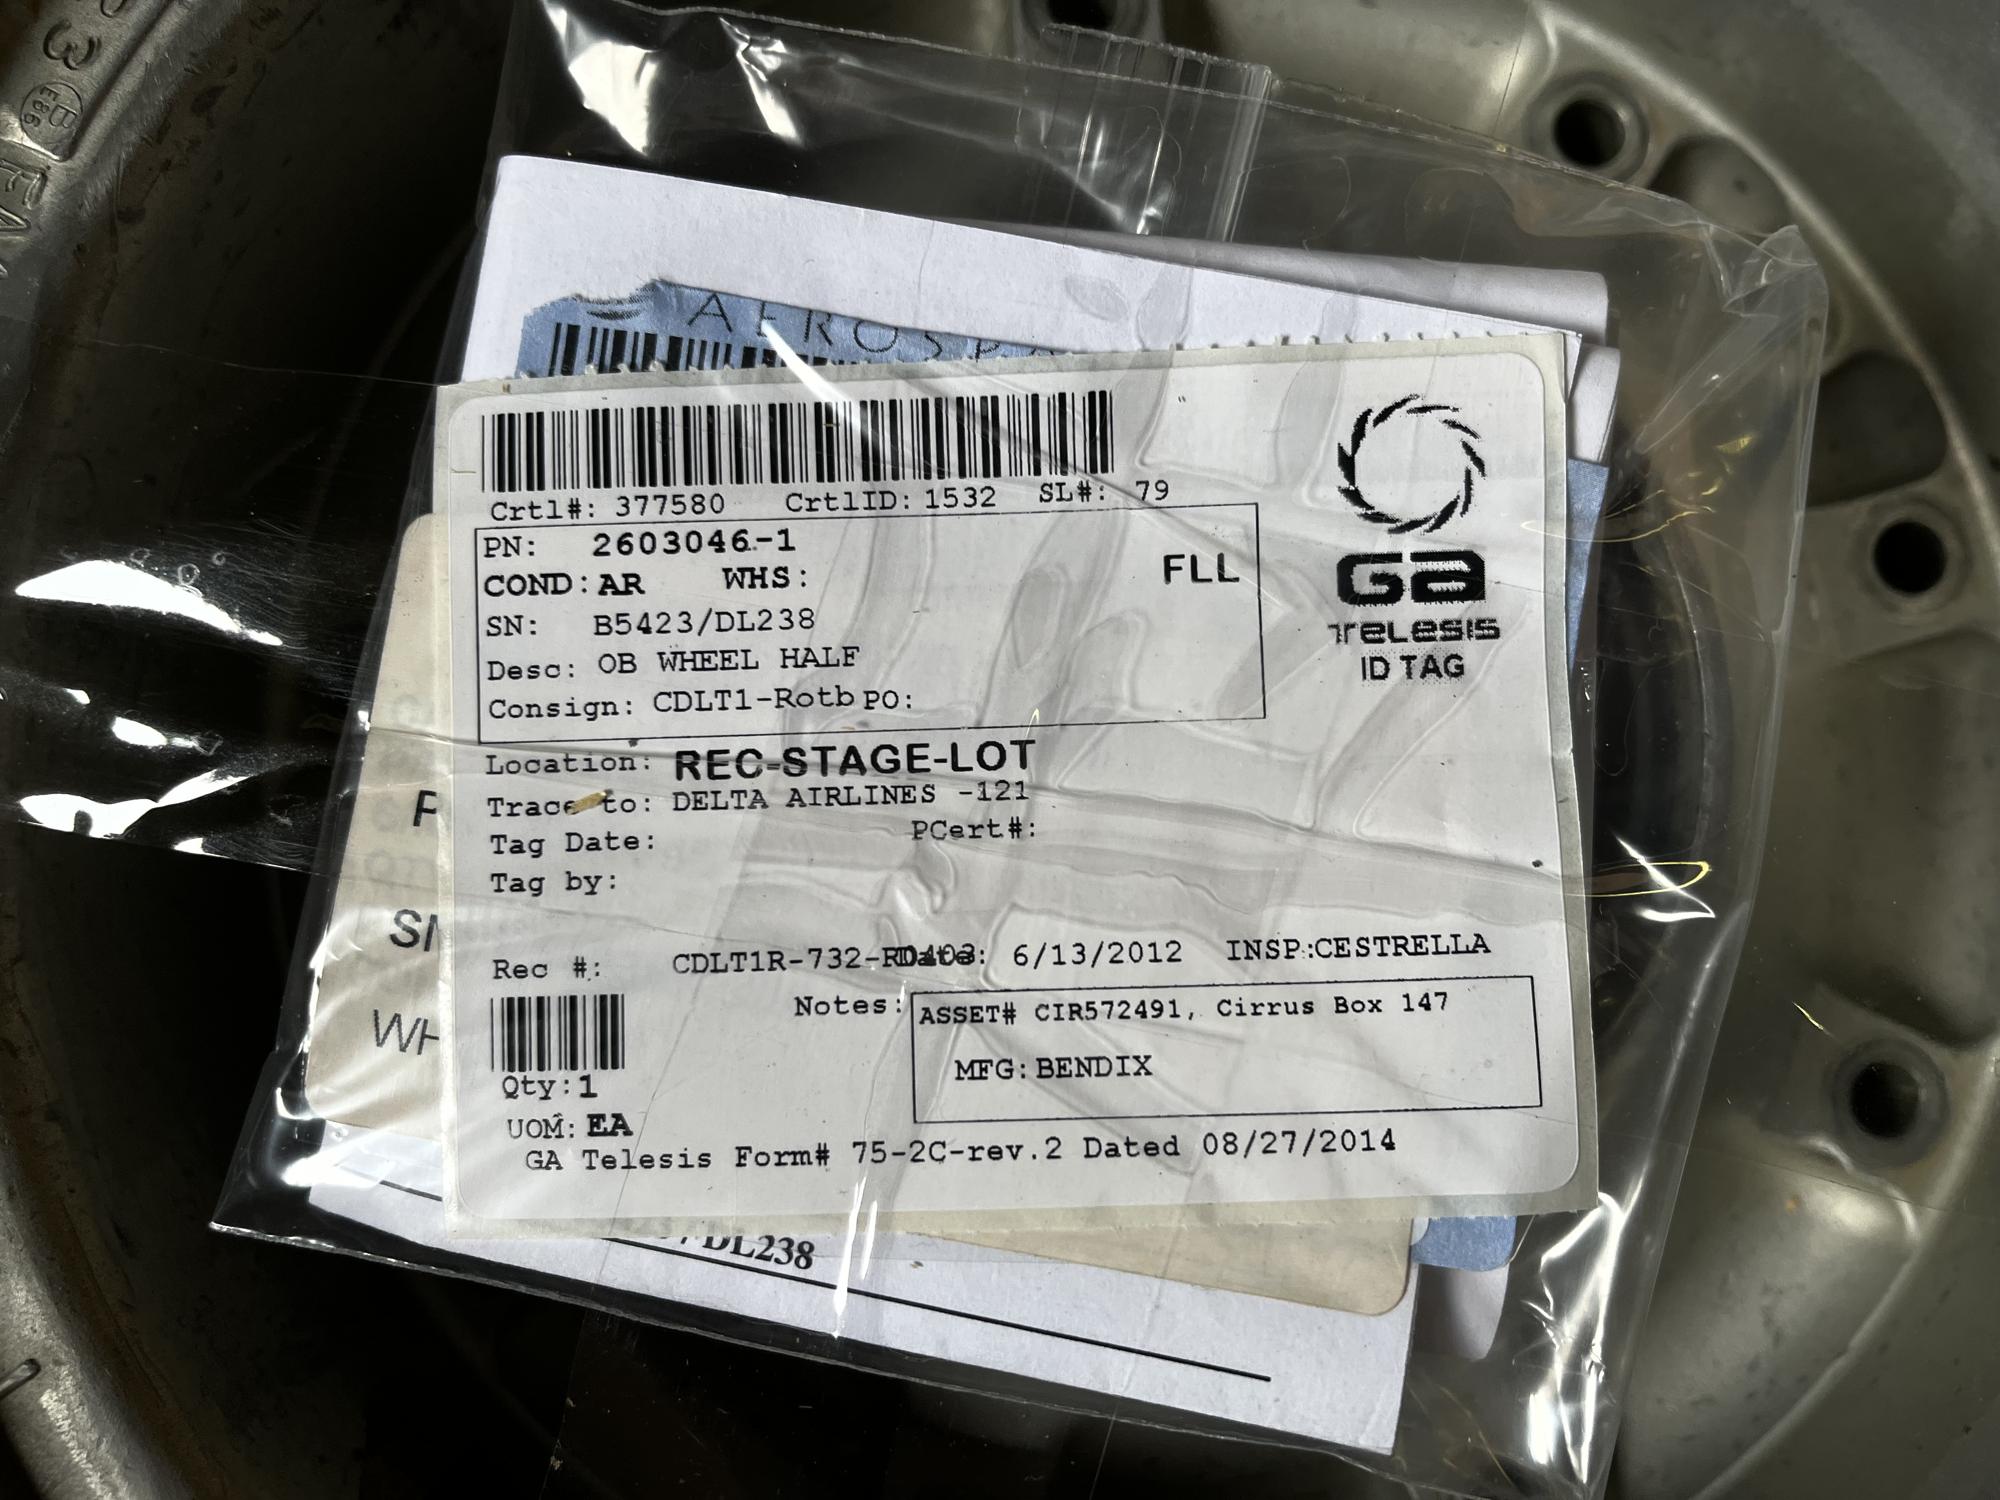 AEROSPA
Crtl#: 377580 CrtlID: 1532 SL#: 79
PN: 2603046-1
COND: AR WHS: FLL
SN: B5423/DL238
Desc: OB WHEEL HALF
Consign: CDLT1-Rotb PO:
GA
TELESIS
ID TAG
Location: REC-STAGE-LOT
Trace to: DELTA AIRLINES -121
Tag Date: PCert#:
Tag by:
Rec #: CDLT1R-732- Date: 6/13/2012 INSP:CESTRELLA
Notes: ASSET# CIR572491, Cirrus Box 147
MFG: BENDIX
Qty: 1
UOM: EA
GA Telesis Form# 75-2C-rev.2 Dated 08/27/2014
P
SN
WH
/DL238
B
E86